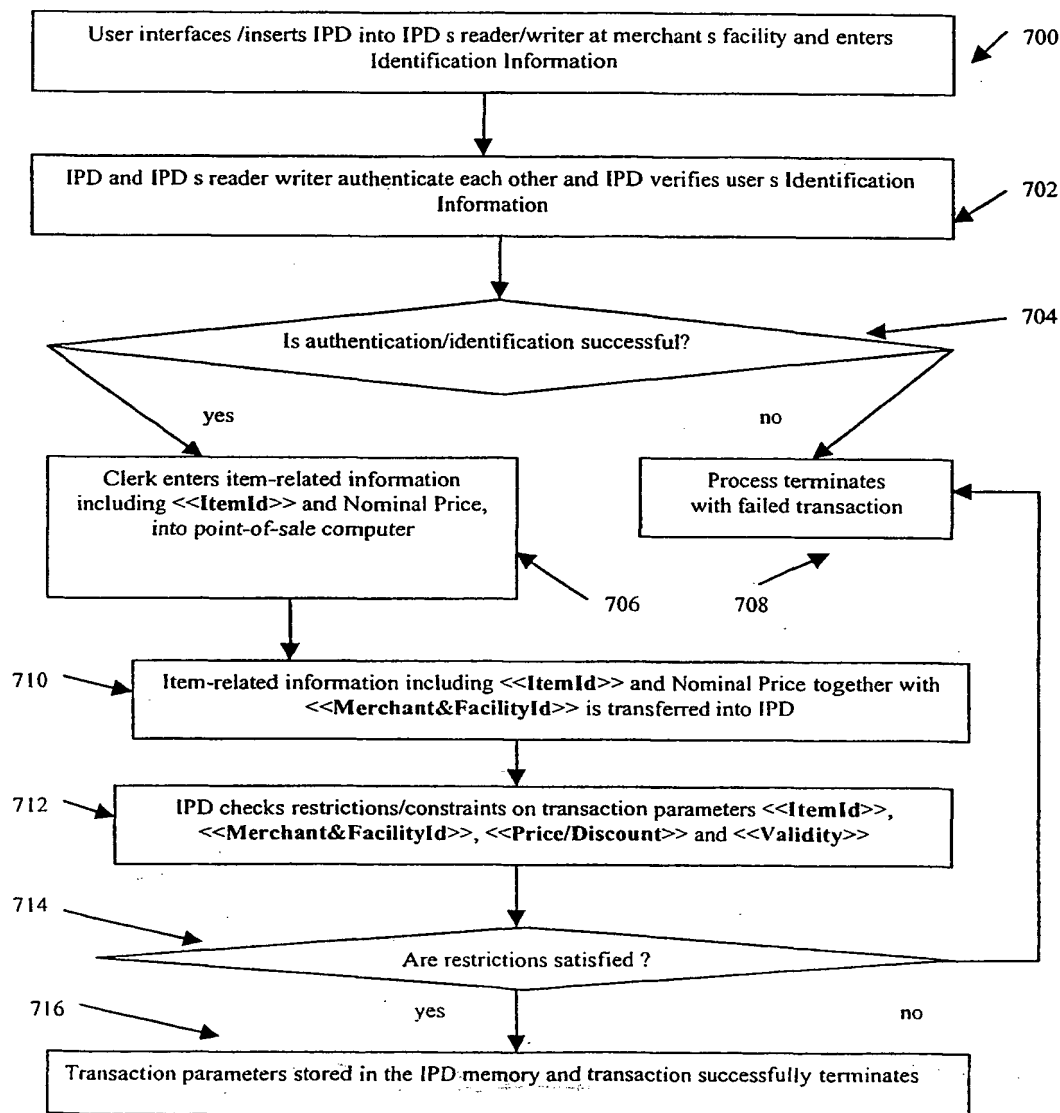 User interfaces /inserts IPD into IPD s reader/writer at merchant s facility and enters
Identification Information
700
IPD and IPD s reader writer authenticate each other and IPD verifies user s Identification
Information
702
704
Is authentication/identification successful?
yes
no
Clerk enters item-related information
including <<ItemId>> and Nominal Price,
into point-of-sale computer
Process terminates
with failed transaction
706
708
710
Item-related information including <<ItemId>> and Nominal Price together with
<<Merchant&FacilityId>> is transferred into IPD
712
IPD checks restrictions/constraints on transaction parameters <<ItemId>>,
<<Merchant&FacilityId>>, <<Price/Discount>> and <<Validity>>
714
Are restrictions satisfied ?
716
yes
no
Transaction parameters stored in the IPD memory and transaction successfully terminates